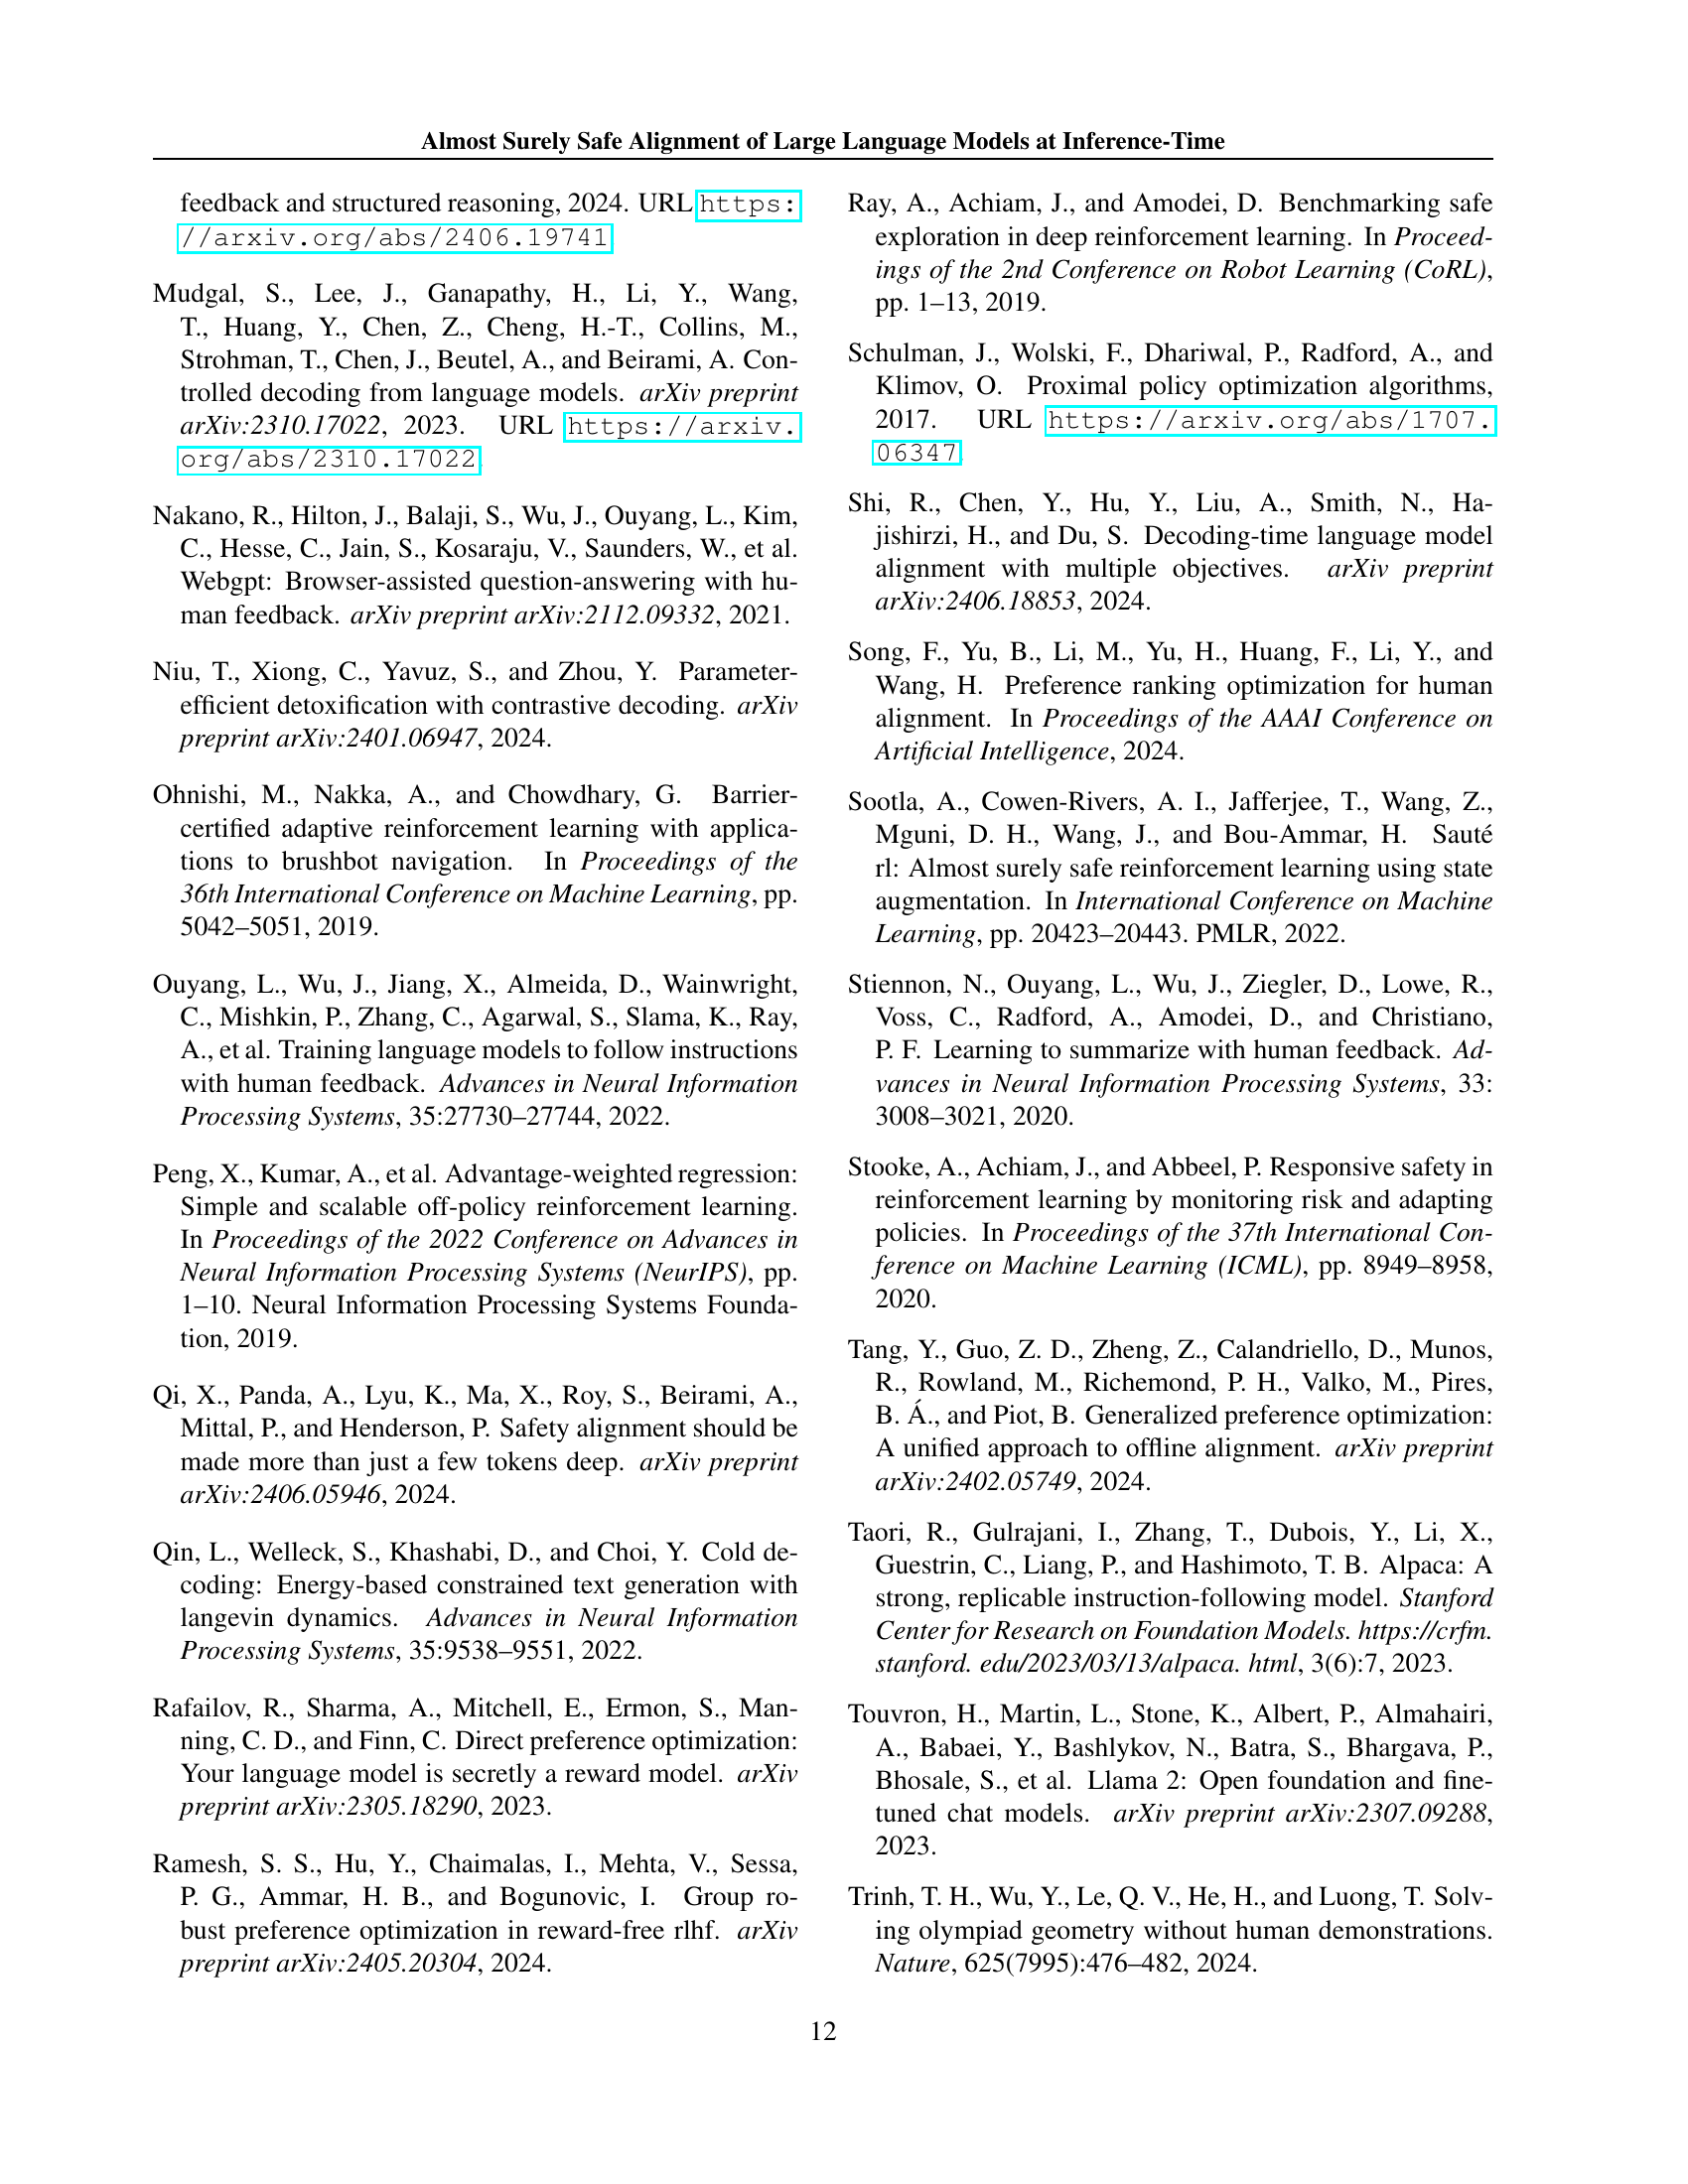 Almost Surely Safe Alignment of Large Language Models at Inference-Time
feedback and structured reasoning, 2024. URL https:
//arxiv.org/abs/2406.19741
Mudgal, S., Lee, J., Ganapathy, H., Li, Y., Wang,
T., Huang, Y., Chen, Z., Cheng, H.-T., Collins, M.,
Strohman, T., Chen, J., Beutel, A., and Beirami, A. Con-
trolled decoding from language models. arXiv preprint
arXiv:2310.17022, 2023. URL https://arxiv.
org/abs/2310.17022.
Nakano, R., Hilton, J., Balaji, S., Wu, J., Ouyang, L., Kim,
C., Hesse, C., Jain, S., Kosaraju, V., Saunders, W., et al.
Webgpt: Browser-assisted question-answering with hu-
man feedback. arXiv preprint arXiv:2112.09332, 2021.
Niu, T., Xiong, C., Yavuz, S., and Zhou, Y. Parameter-
efficient detoxification with contrastive decoding. arXiv
preprint arXiv:2401.06947, 2024.
Ohnishi, M., Nakka, A., and Chowdhary, G. Barrier-
certified adaptive reinforcement learning with applica-
tions to brushbot navigation. In Proceedings of the
36th International Conference on Machine Learning, pp.
5042–5051, 2019.
Ouyang, L., Wu, J., Jiang, X., Almeida, D., Wainwright,
C., Mishkin, P., Zhang, C., Agarwal, S., Slama, K., Ray,
A., et al. Training language models to follow instructions
with human feedback. Advances in Neural Information
Processing Systems, 35:27730–27744, 2022.
Peng, X., Kumar, A., et al. Advantage-weighted regression:
Simple and scalable off-policy reinforcement learning.
In Proceedings of the 2022 Conference on Advances in
Neural Information Processing Systems (NeurIPS), pp.
1–10. Neural Information Processing Systems Founda-
tion, 2019.
Qi, X., Panda, A., Lyu, K., Ma, X., Roy, S., Beirami, A.,
Mittal, P., and Henderson, P. Safety alignment should be
made more than just a few tokens deep. arXiv preprint
arXiv:2406.05946, 2024.
Qin, L., Welleck, S., Khashabi, D., and Choi, Y. Cold de-
coding: Energy-based constrained text generation with
langevin dynamics. Advances in Neural Information
Processing Systems, 35:9538–9551, 2022.
Rafailov, R., Sharma, A., Mitchell, E., Ermon, S., Man-
ning, C. D., and Finn, C. Direct preference optimization:
Your language model is secretly a reward model. arXiv
preprint arXiv:2305.18290, 2023.
Ramesh, S. S., Hu, Y., Chaimalas, I., Mehta, V., Sessa,
P. G., Ammar, H. B., and Bogunovic, I. Group ro-
bust preference optimization in reward-free rlhf. arXiv
preprint arXiv:2405.20304, 2024.
Ray, A., Achiam, J., and Amodei, D. Benchmarking safe
exploration in deep reinforcement learning. In Proceed-
ings of the 2nd Conference on Robot Learning (CoRL),
pp. 1–13, 2019.
Schulman, J., Wolski, F., Dhariwal, P., Radford, A., and
Klimov, O. Proximal policy optimization algorithms,
2017. URL https://arxiv.org/abs/1707.
06347.
Shi, R., Chen, Y., Hu, Y., Liu, A., Smith, N., Ha-
jishirzi, H., and Du, S. Decoding-time language model
alignment with multiple objectives. arXiv preprint
arXiv:2406.18853, 2024.
Song, F., Yu, B., Li, M., Yu, H., Huang, F., Li, Y., and
Wang, H. Preference ranking optimization for human
alignment. In Proceedings of the AAAI Conference on
Artificial Intelligence, 2024.
Sootla, A., Cowen-Rivers, A. I., Jafferjee, T., Wang, Z.,
Mguni, D. H., Wang, J., and Bou-Ammar, H. Sauté
rl: Almost surely safe reinforcement learning using state
augmentation. In International Conference on Machine
Learning, pp. 20423–20443. PMLR, 2022.
Stiennon, N., Ouyang, L., Wu, J., Ziegler, D., Lowe, R.,
Voss, C., Radford, A., Amodei, D., and Christiano,
P. F. Learning to summarize with human feedback. Ad-
vances in Neural Information Processing Systems, 33:
3008–3021, 2020.
Stooke, A., Achiam, J., and Abbeel, P. Responsive safety in
reinforcement learning by monitoring risk and adapting
policies. In Proceedings of the 37th International Con-
ference on Machine Learning (ICML), pp. 8949–8958,
2020.
Tang, Y., Guo, Z. D., Zheng, Z., Calandriello, D., Munos,
R., Rowland, M., Richemond, P. H., Valko, M., Pires,
B. Á., and Piot, B. Generalized preference optimization:
A unified approach to offline alignment. arXiv preprint
arXiv:2402.05749, 2024.
Taori, R., Gulrajani, I., Zhang, T., Dubois, Y., Li, X.,
Guestrin, C., Liang, P., and Hashimoto, T. B. Alpaca: A
strong, replicable instruction-following model. Stanford
Center for Research on Foundation Models. https://crfm.
stanford. edu/2023/03/13/alpaca. html, 3(6):7, 2023.
Touvron, H., Martin, L., Stone, K., Albert, P., Almahairi,
A., Babaei, Y., Bashlykov, N., Batra, S., Bhargava, P.,
Bhosale, S., et al. Llama 2: Open foundation and fine-
tuned chat models. arXiv preprint arXiv:2307.09288,
2023.
Trinh, T. H., Wu, Y., Le, Q. V., He, H., and Luong, T. Solv-
ing olympiad geometry without human demonstrations.
Nature, 625(7995):476–482, 2024.
12